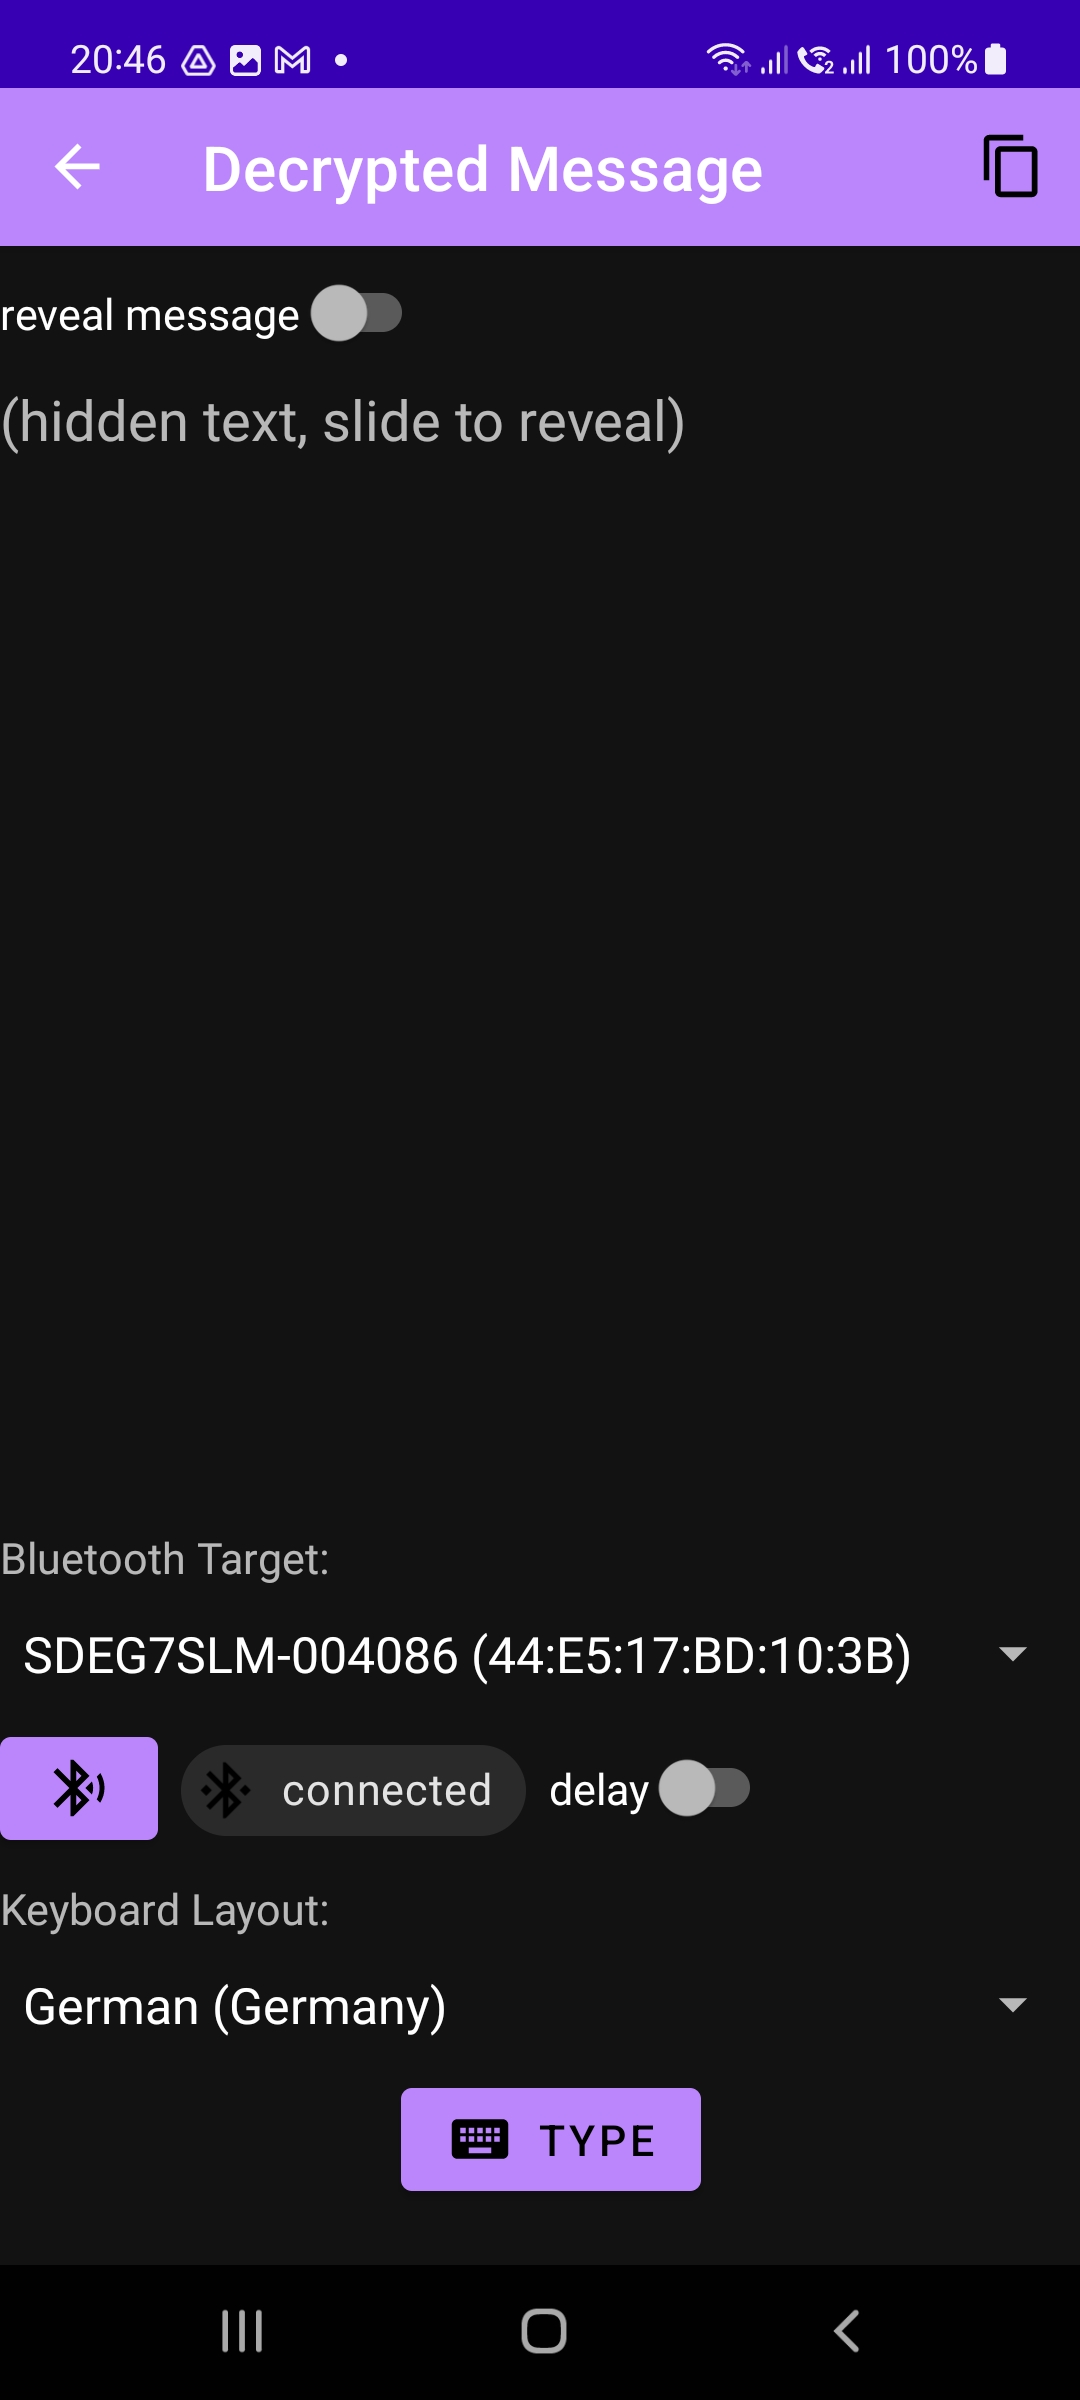 20:46 100%
Decrypted Message
reveal message
(hidden text, slide to reveal)
Bluetooth Target:
SDEG7SLM-004086 (44:E5:17:BD:10:3B)
connected delay
Keyboard Layout:
German (Germany)
TYPE